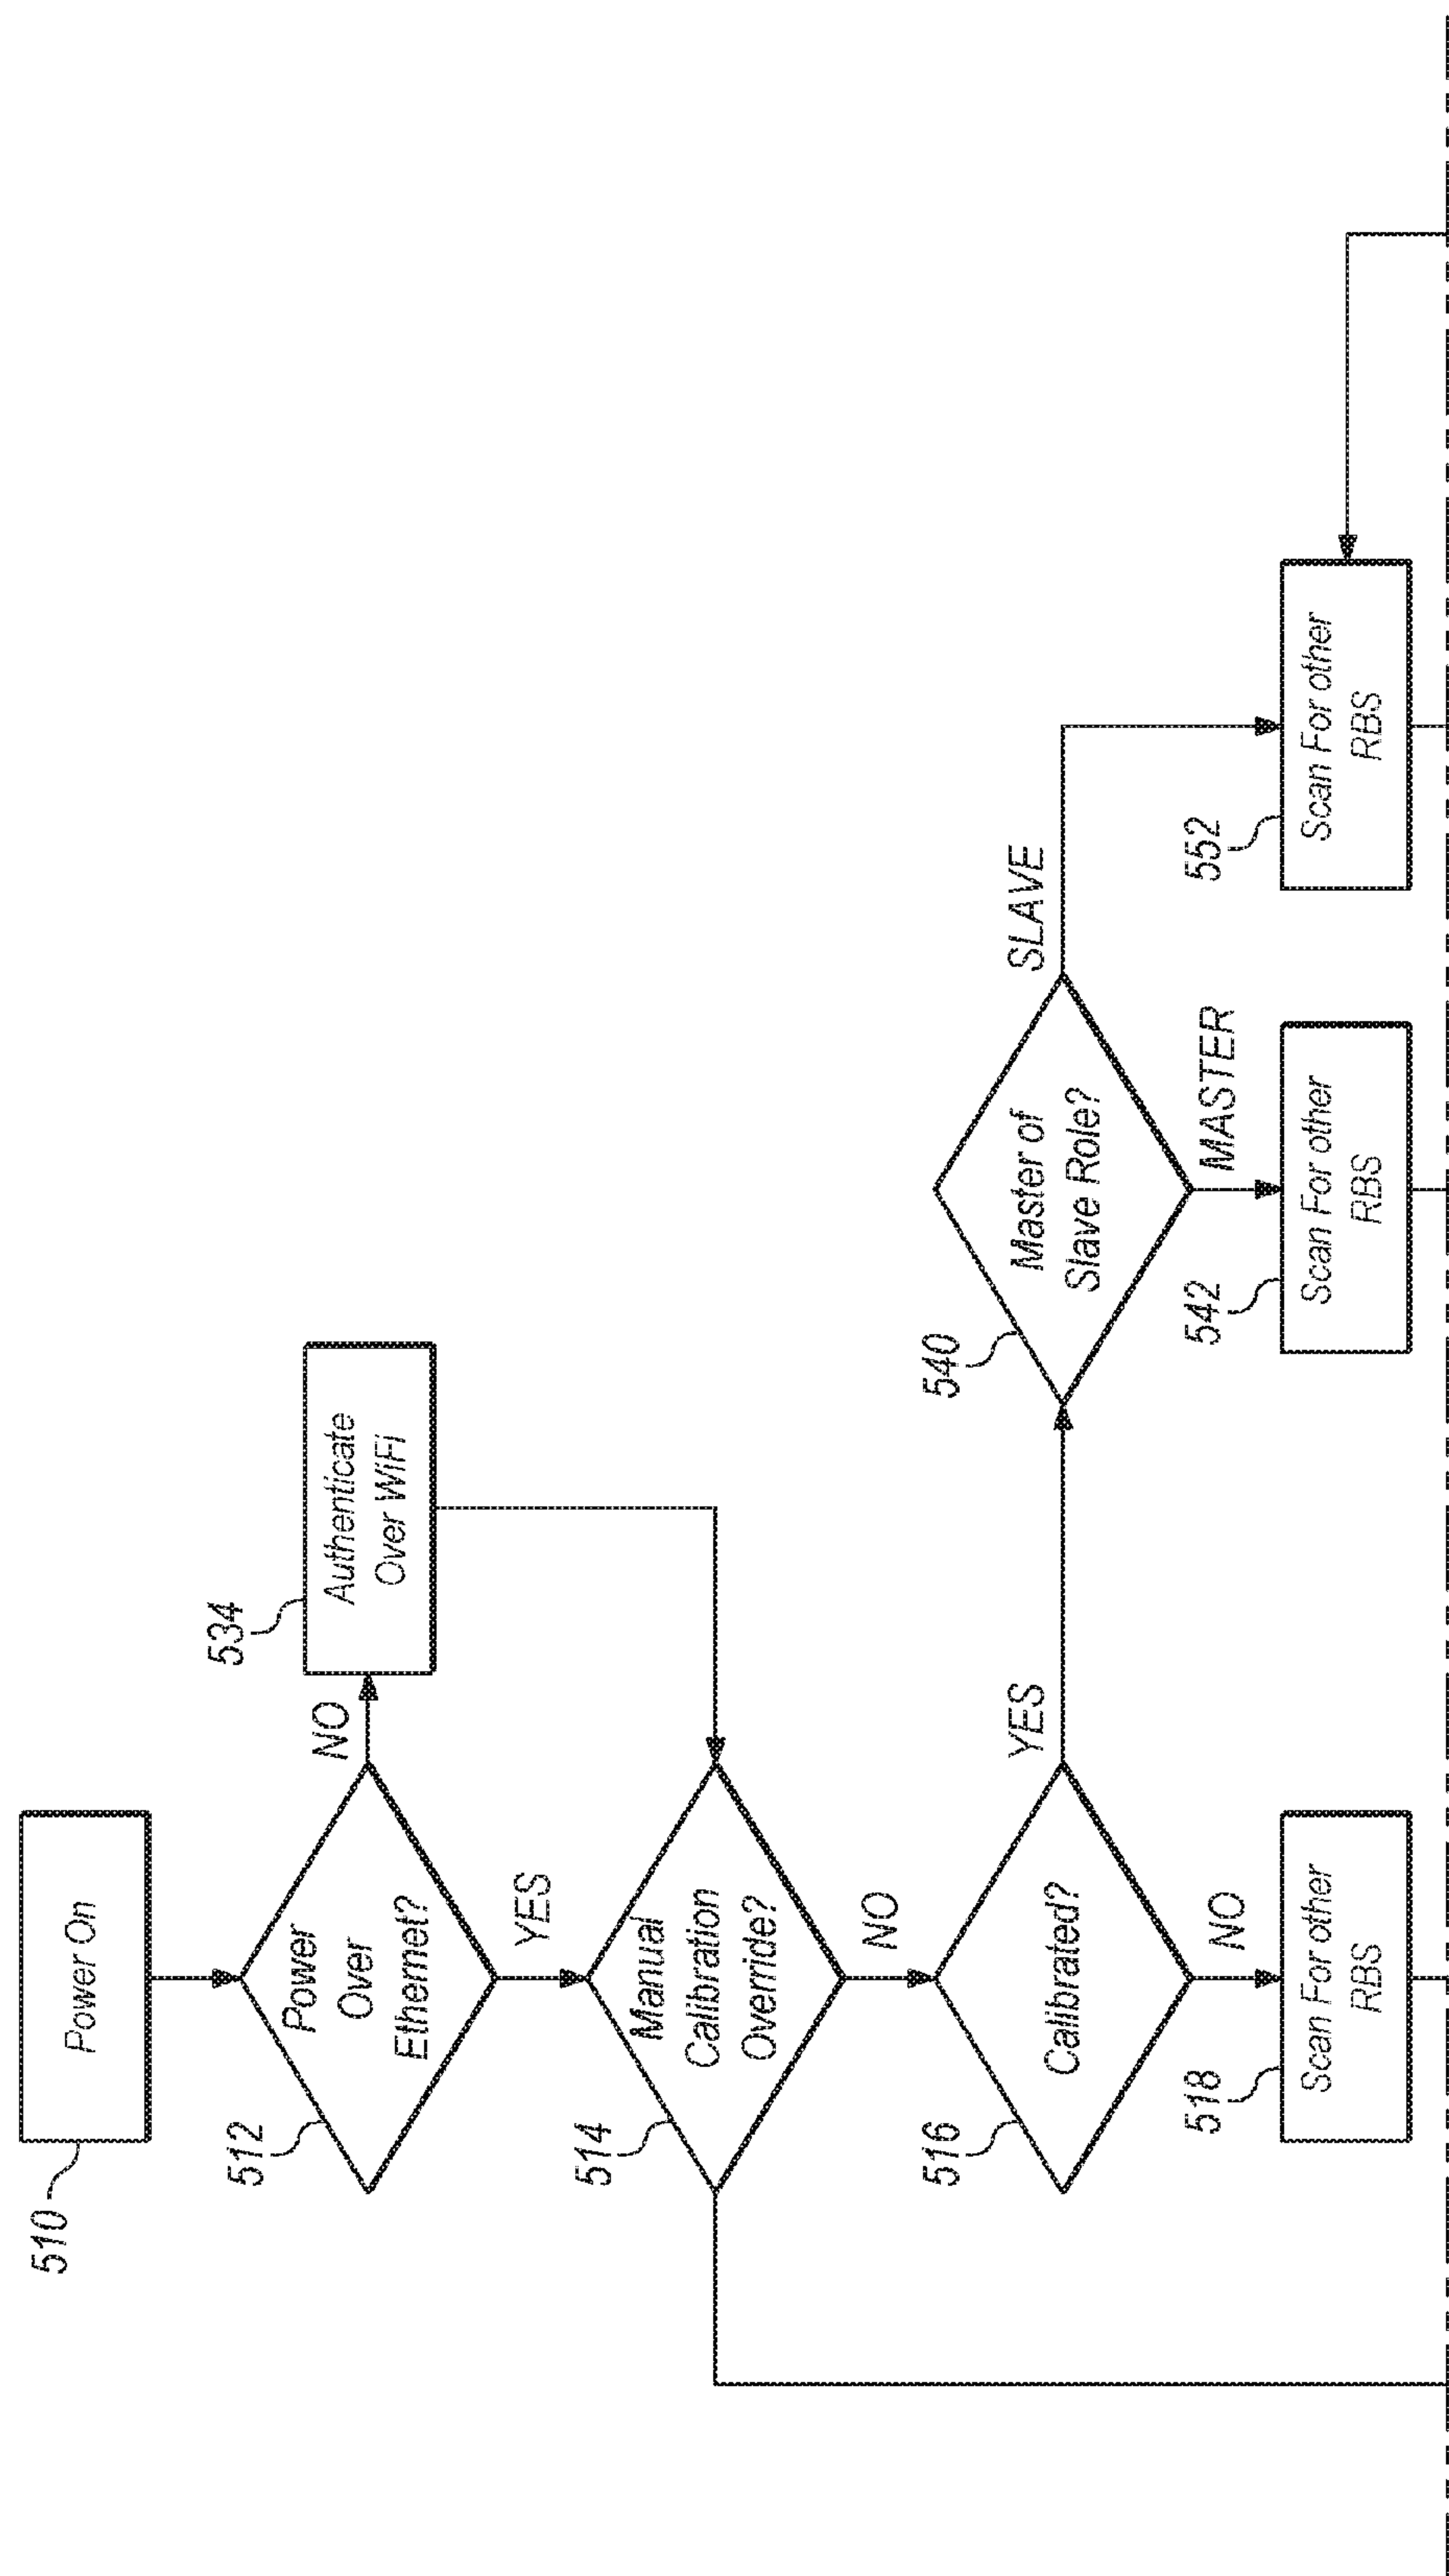 510
Power On
512
Power
Over
Ethernet?
NO
534
Authenticate
Over WiFi
YES
514
Manual
Calibration
Override?
NO
516
Calibrated?
YES
540
Master of
Slave Role?
SLAVE
NO
MASTER
518
Scan For other
RBS
542
Scan For other
RBS
552
Scan For other
RBS